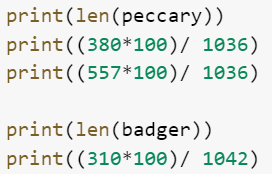 print(len(peccary))
print((380*100)/ 1036)
print((557*100)/ 1036)
print(len(badger))
print((310*100)/ 1042)